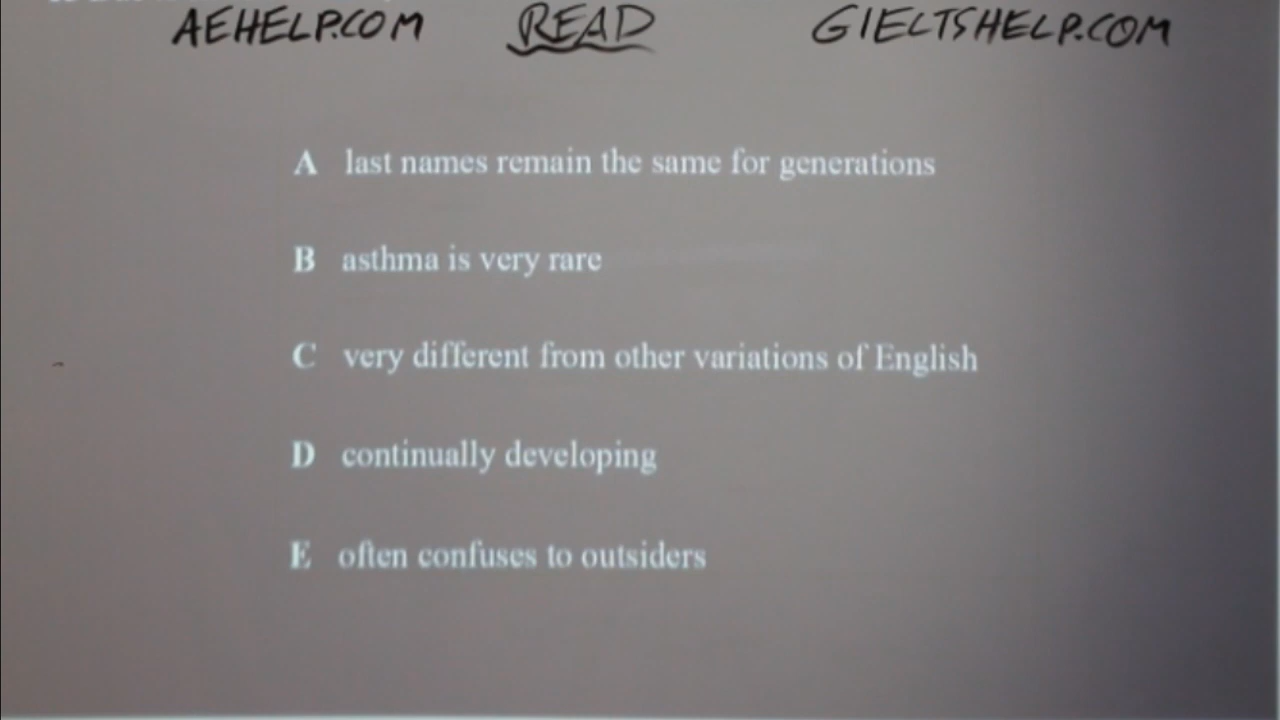 AEHELP.COM READ GIELTSHELP.COM
A last names remain the same for generations
B asthma is very rare
C very different from other variations of English
D continually developing
E often confuses to outsiders